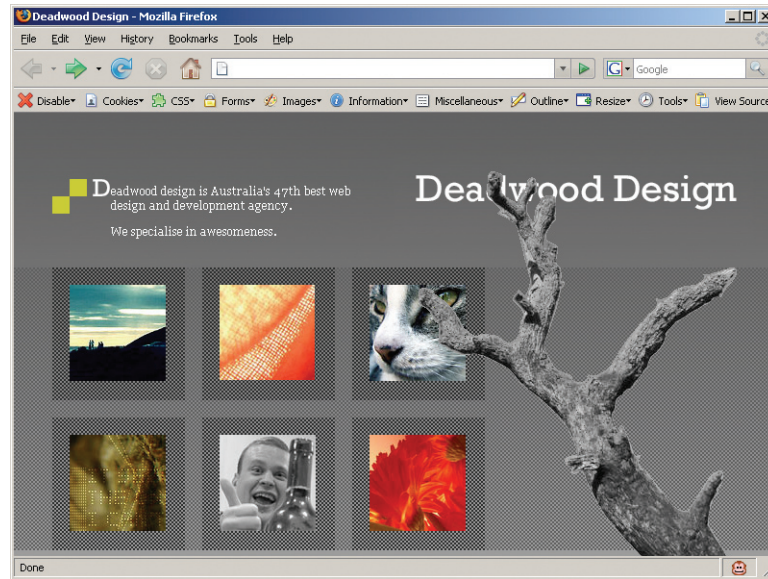 Deadwood Design - Mozilla Firefox
File Edit View History Bookmarks Tools Help
Google
Disable Cookies CSS Forms Images Information Miscellaneous Outline Resize Tools View Source
Deadwood design is Australia's 47th best web
design and development agency.
We specialise in awesomeness.
Deadwood Design
Done